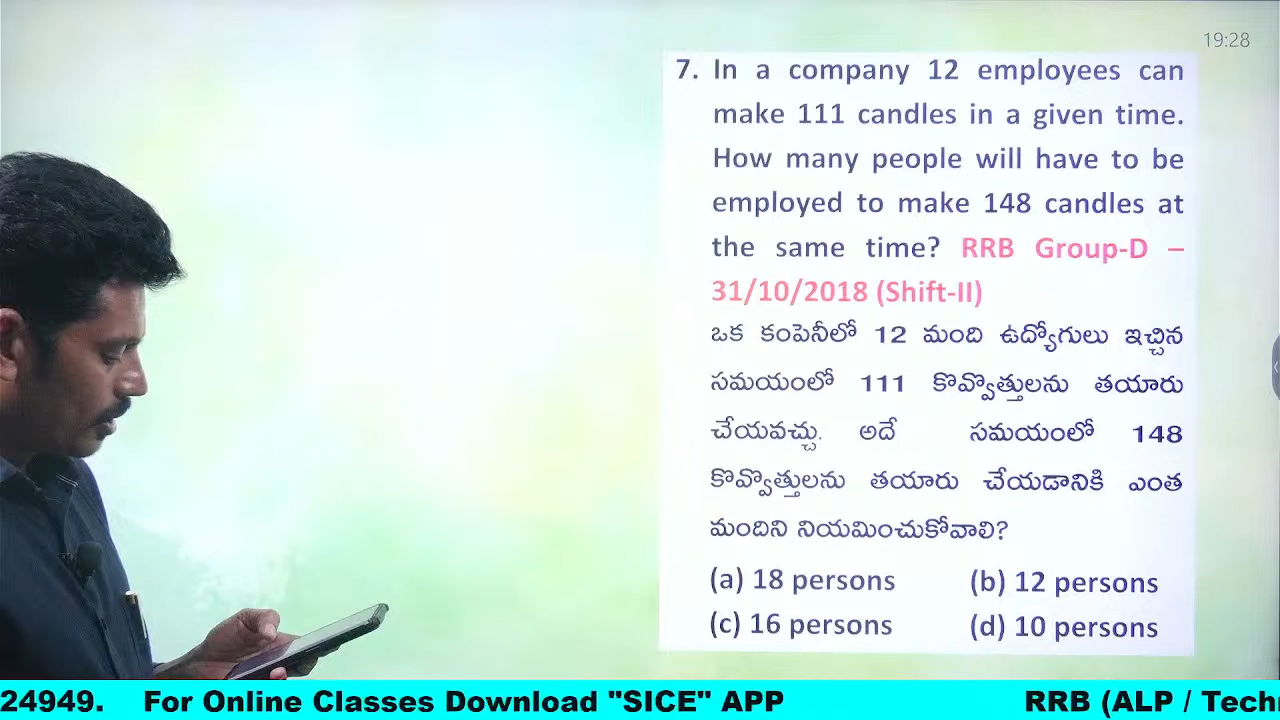 19:28
7. In a company 12 employees can
make 111 candles in a given time.
How many people will have to be
employed to make 148 candles at
the same time? RRB Group-D –
31/10/2018 (Shift-II)
ఒక కంపెనీలో 12 మంది ఉద్యోగులు ఇచ్చిన
సమయంలో 111 కొవ్వొత్తులను తయారు
చేయవచ్చు. అదే సమయంలో 148
కొవ్వొత్తులను తయారు చేయడానికి ఎంత
మందిని నియమించుకోవాలి?
(a) 18 persons (b) 12 persons
(c) 16 persons (d) 10 persons
24949. For Online Classes Download "SICE" APP RRB (ALP / Techn